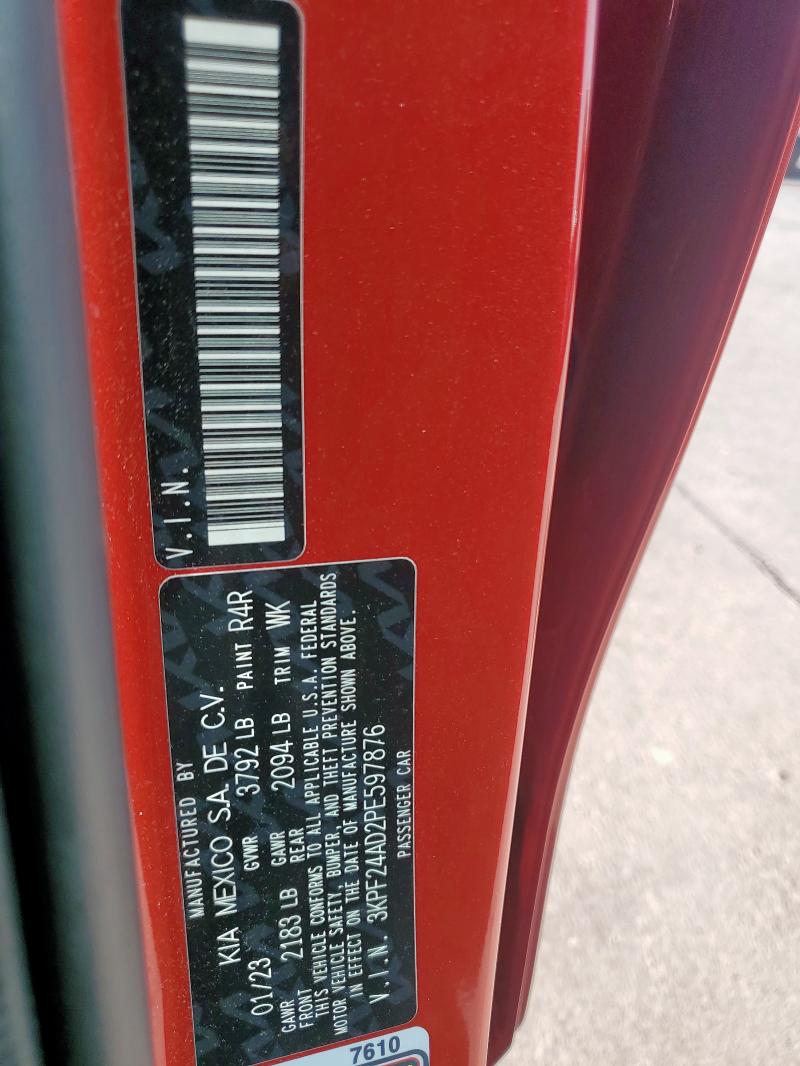 V.I.N.
MANUFACTURED BY
KIA MEXICO S.A. DE C.V.
01/23 GVWR 3792 LB PAINT R4R
GAWR FRONT 2183 LB GAWR REAR 2094 LB TRIM WK
THIS VEHICLE CONFORMS TO ALL APPLICABLE U.S.A. FEDERAL
MOTOR VEHICLE SAFETY, BUMPER, AND THEFT PREVENTION STANDARDS
IN EFFECT ON THE DATE OF MANUFACTURE SHOWN ABOVE.
V.I.N. 3KPF24AD2PE597876
PASSENGER CAR
7610